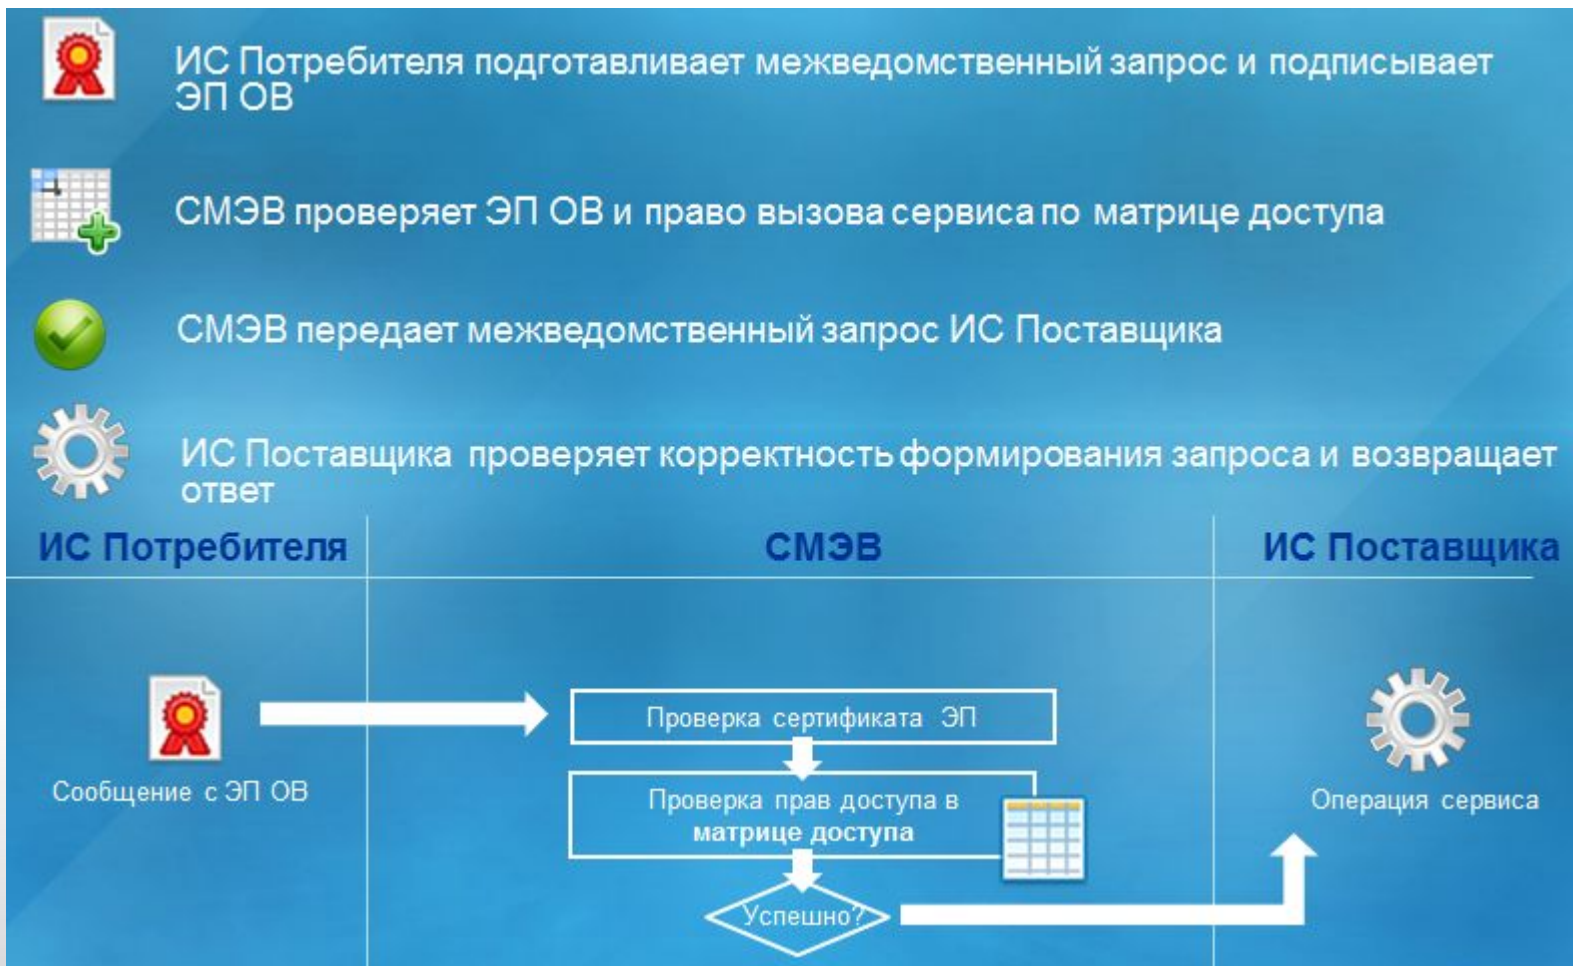 ИС Потребителя подготавливает межведомственный запрос и подписывает
ЭП ОВ
СМЭВ проверяет ЭП ОВ и право вызова сервиса по матрице доступа
СМЭВ передает межведомственный запрос ИС Поставщика
ИС Поставщика проверяет корректность формирования запроса и возвращает
ответ
ИС Потребителя
СМЭВ
ИС Поставщика
Сообщение с ЭП ОВ
Проверка сертификата ЭП
Проверка прав доступа в
матрице доступа
Успешно?
Операция сервиса